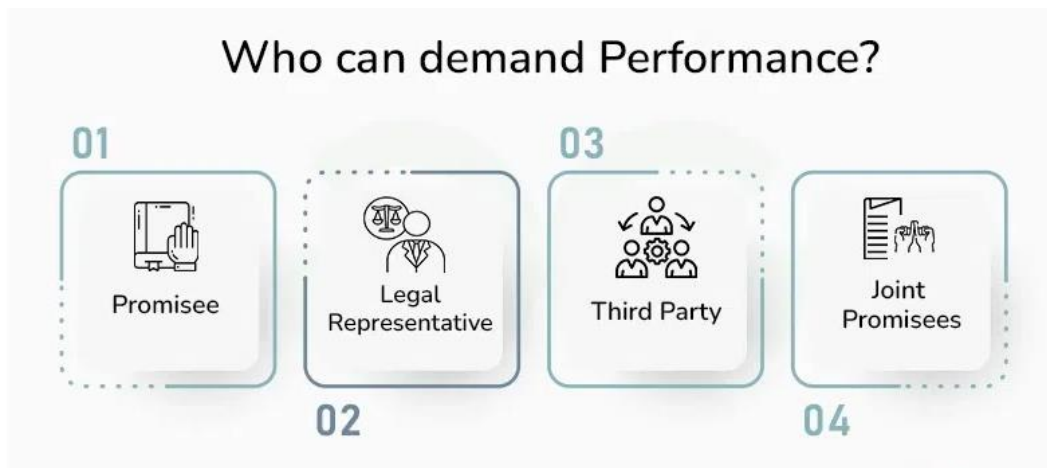 Who can demand Performance?
01
Promisee
Legal
Representative
02
03
Third Party
Joint
Promisees
04